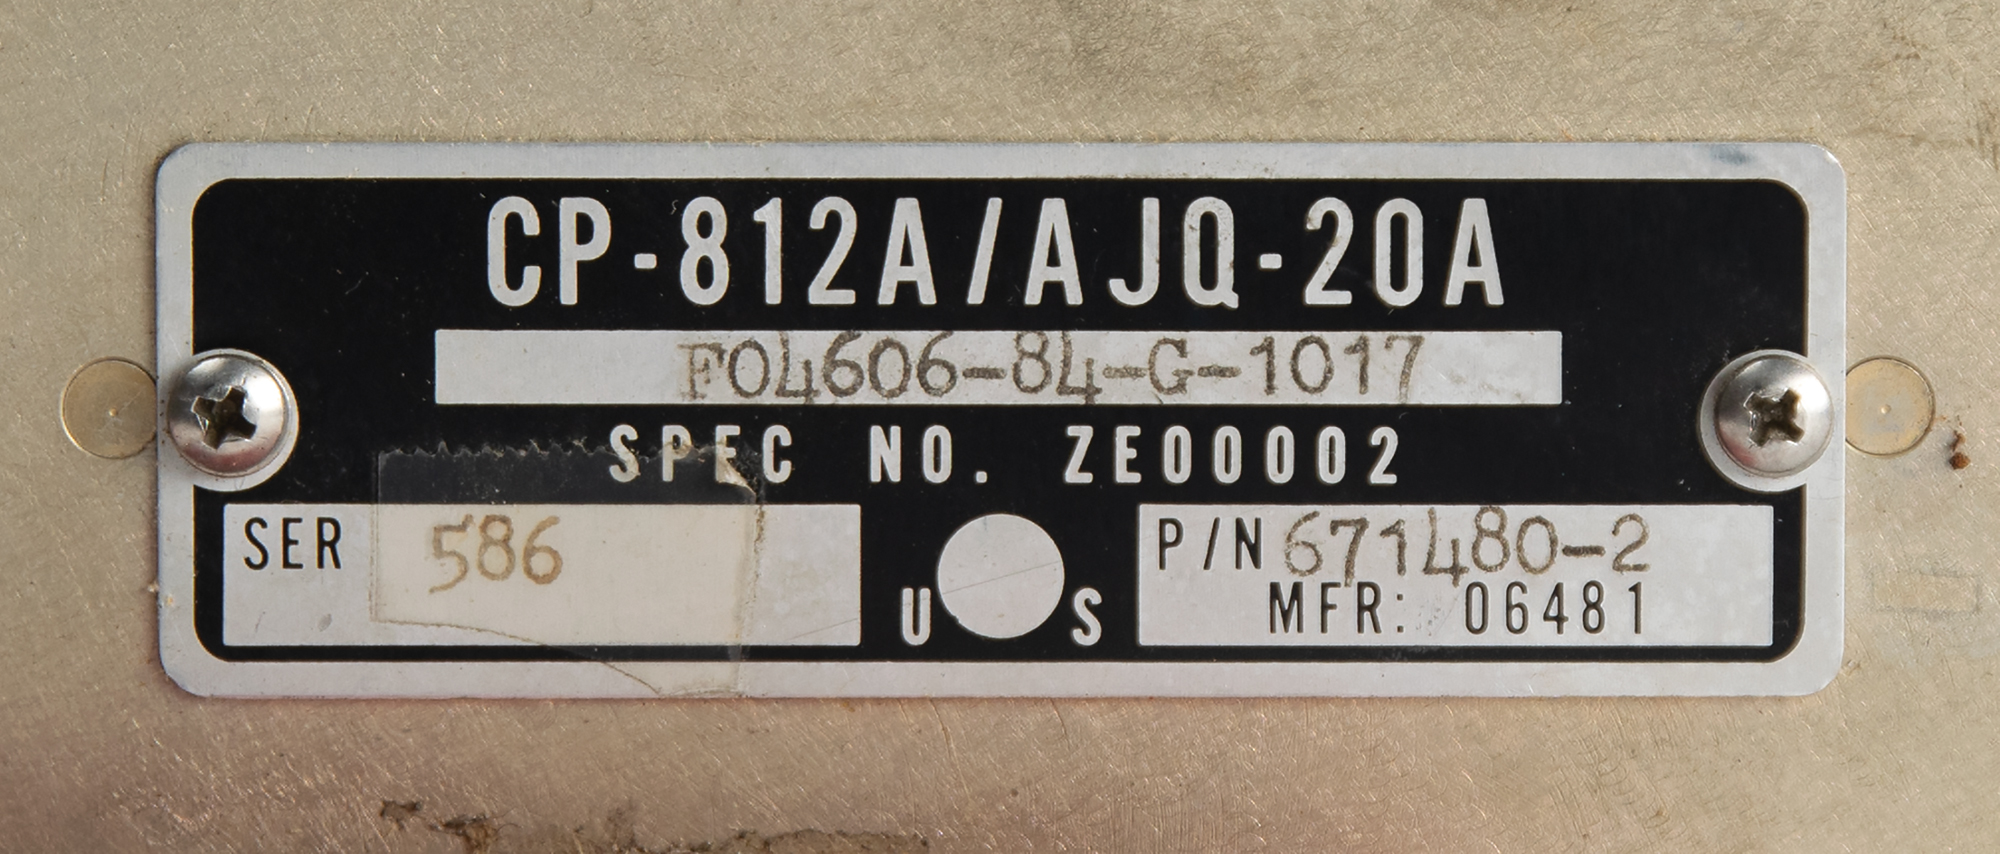 CP-812A/AJQ-20A
F04606-84-G-1017
SPEC NO. ZE00002
SER 586
U S
P/N 671480-2
MFR: 06481